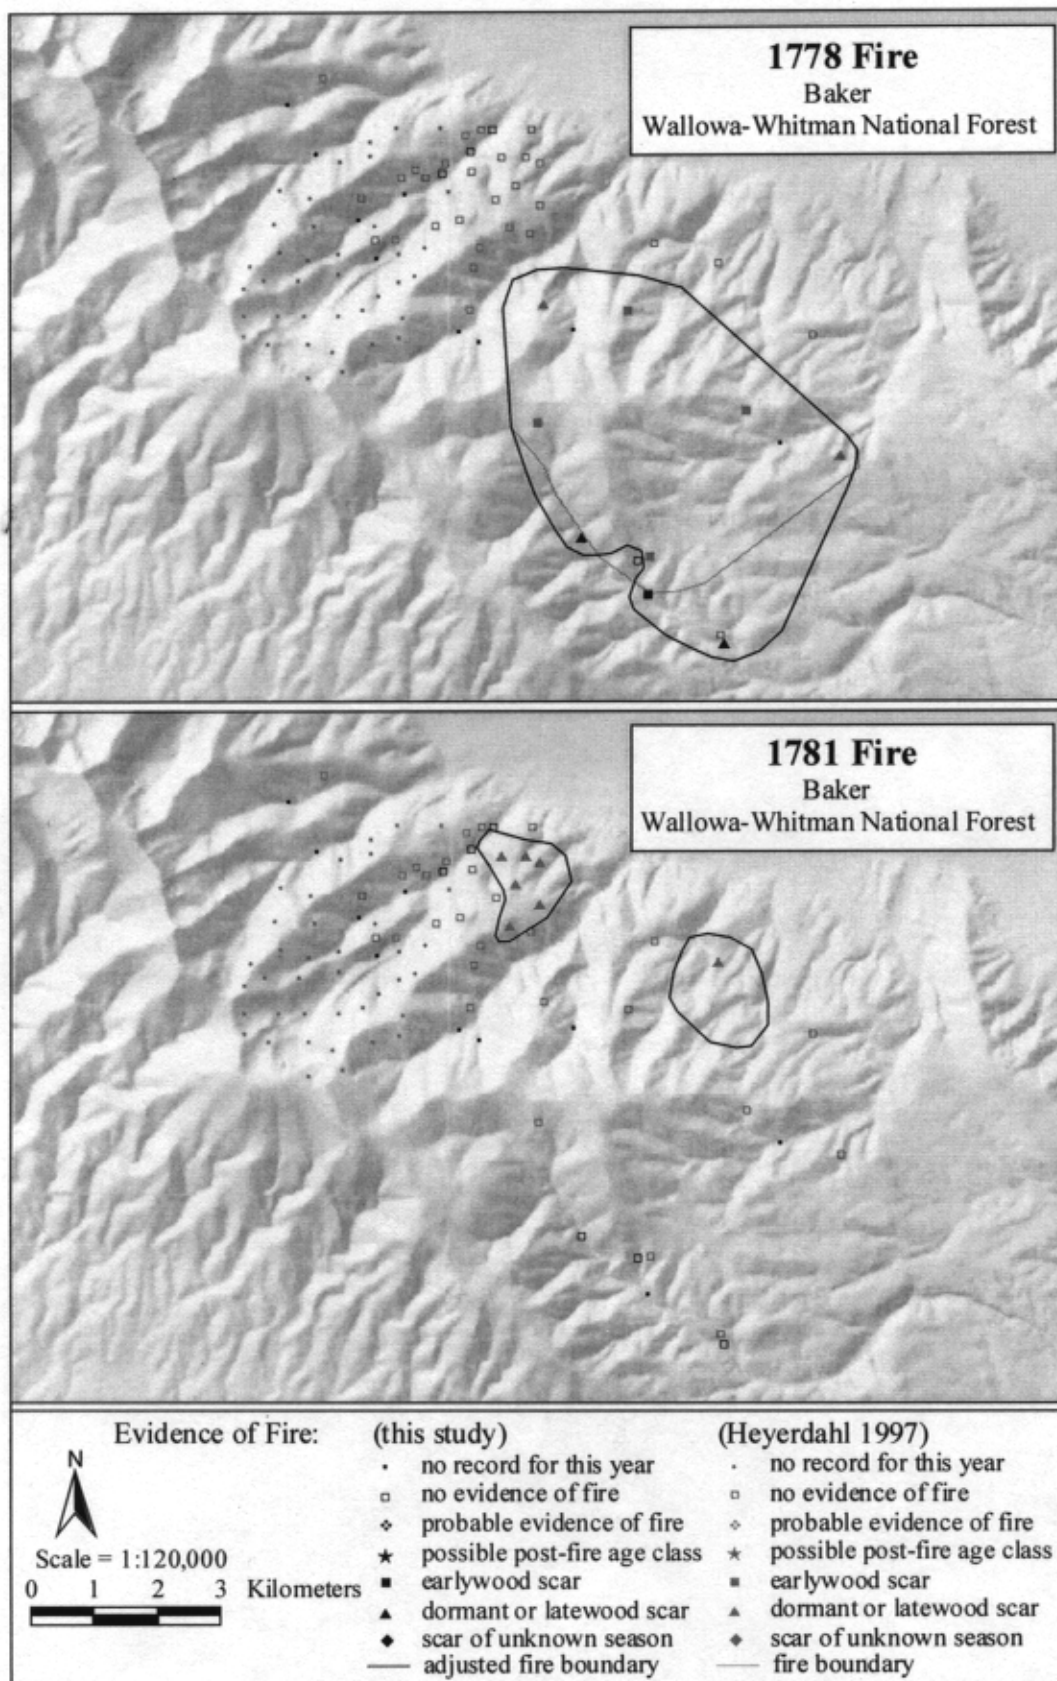 1778 Fire
Baker
Wallowa-Whitman National Forest
1781 Fire
Baker
Wallowa-Whitman National Forest
Evidence of Fire:
(this study)
no record for this year
no evidence of fire
probable evidence of fire
possible post-fire age class
earlywood scar
dormant or latewood scar
scar of unknown season
adjusted fire boundary
(Heyerdahl 1997)
no record for this year
no evidence of fire
probable evidence of fire
possible post-fire age class
earlywood scar
dormant or latewood scar
scar of unknown season
fire boundary
N
Scale = 1:120,000
0 1 2 3 Kilometers